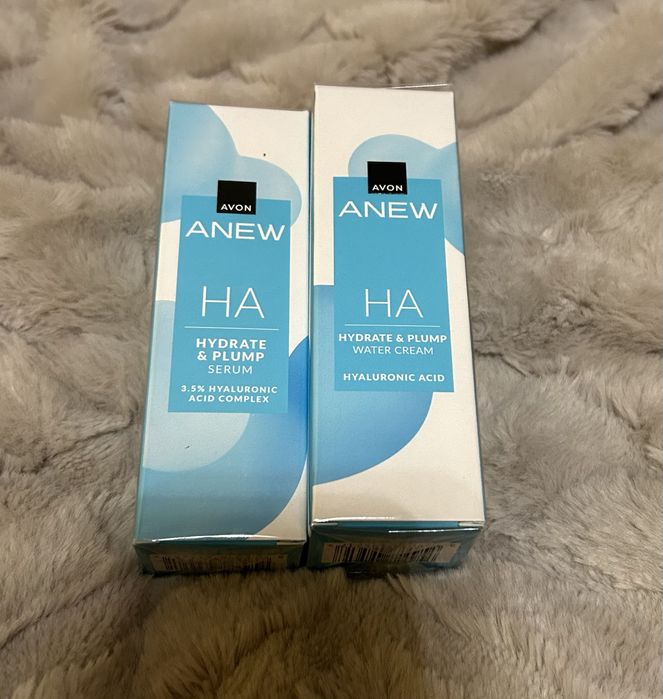 AVON
ANEW
HA
HYDRATE
& PLUMP
SERUM
3.5% HYALURONIC
ACID COMPLEX
AVON
ANEW
HA
HYDRATE & PLUMP
WATER CREAM
HYALURONIC ACID